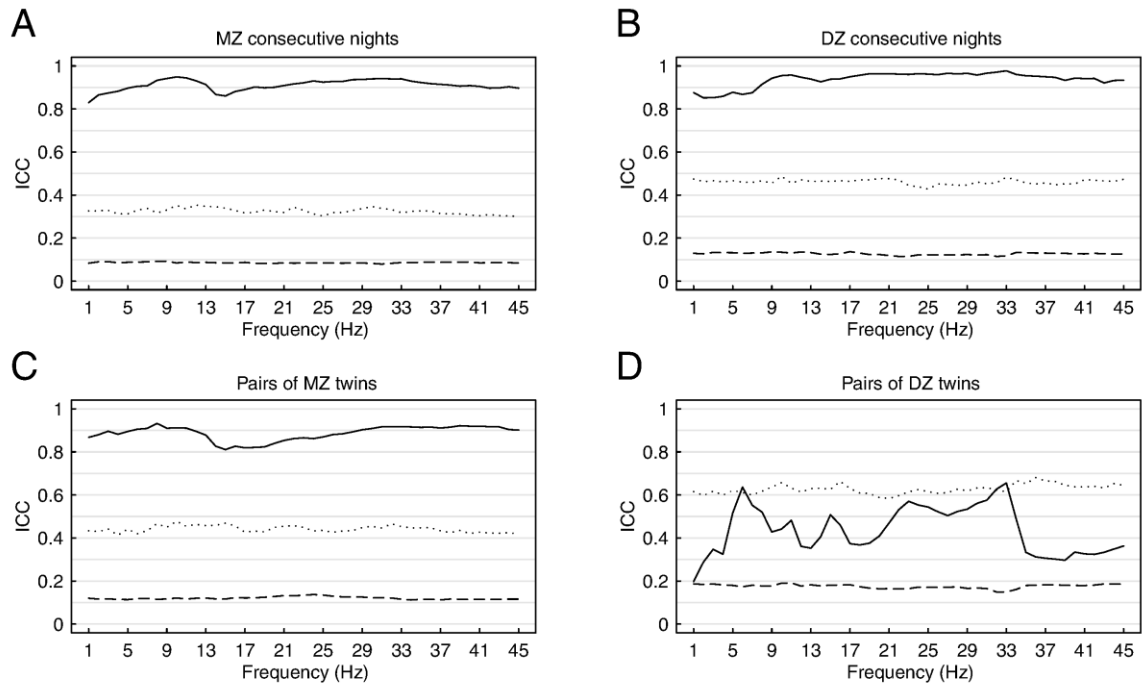 A
MZ consecutive nights
ICC
1
0.8
0.6
0.4
0.2
0
1 5 9 13 17 21 25 29 33 37 41 45
Frequency (Hz)
B
DZ consecutive nights
ICC
1
0.8
0.6
0.4
0.2
0
1 5 9 13 17 21 25 29 33 37 41 45
Frequency (Hz)
C
Pairs of MZ twins
ICC
1
0.8
0.6
0.4
0.2
0
1 5 9 13 17 21 25 29 33 37 41 45
Frequency (Hz)
D
Pairs of DZ twins
ICC
1
0.8
0.6
0.4
0.2
0
1 5 9 13 17 21 25 29 33 37 41 45
Frequency (Hz)